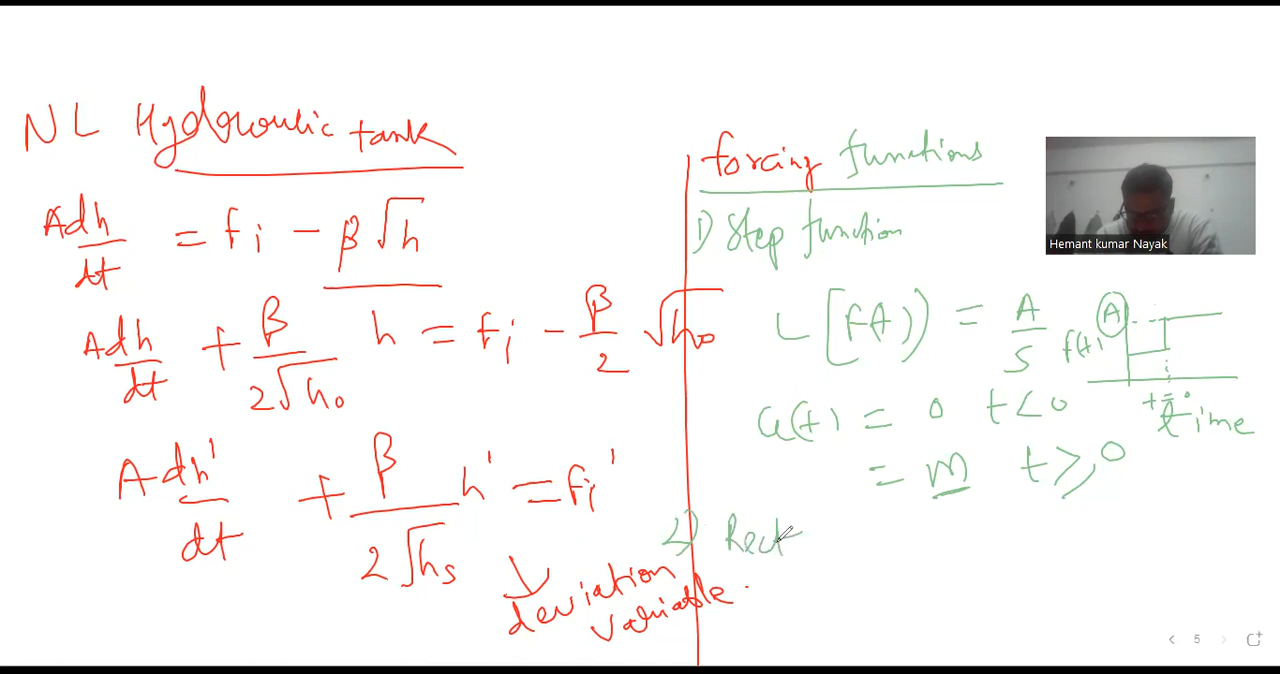 NL Hydraulic tank
A dh/dt = fi - β√h
A dh/dt + β/2√h₀ h = fi - β/2 √h₀
A dh'/dt + β/2√hs h' = fi'
deviation
variable.
forcing functions
1) Step function
L[f(t)] = A/S
f(t) A
t=0
time
u(t) = 0 t<0
= m t≥0
2) Rect
Hemant kumar Nayak
5